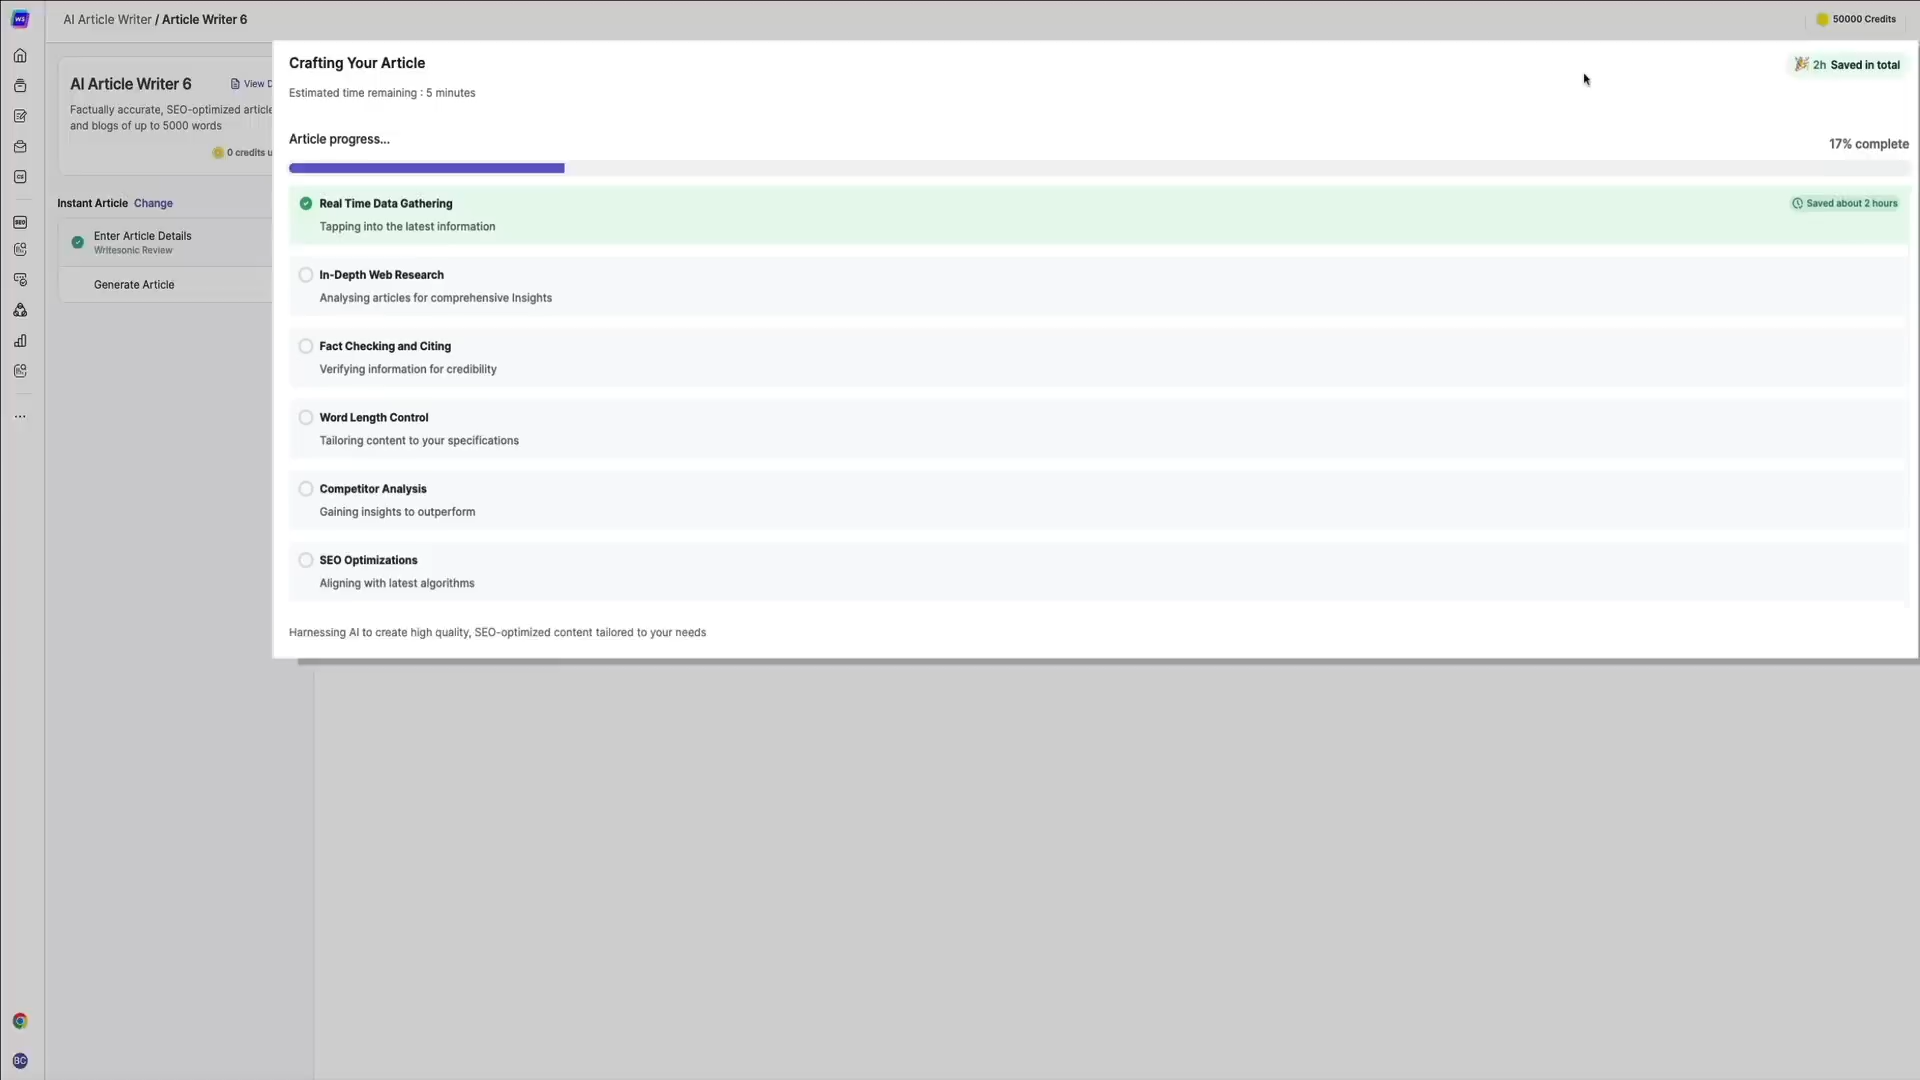 WS
AI Article Writer / Article Writer 6
50000 Credits
AI Article Writer 6
View D
Factually accurate, SEO-optimized article
and blogs of up to 5000 words
0 credits u
Instant Article Change
Enter Article Details
Writesonic Review
Generate Article
Crafting Your Article
2h Saved in total
Estimated time remaining : 5 minutes
Article progress...
17% complete
Real Time Data Gathering
Saved about 2 hours
Tapping into the latest information
In-Depth Web Research
Analysing articles for comprehensive Insights
Fact Checking and Citing
Verifying information for credibility
Word Length Control
Tailoring content to your specifications
Competitor Analysis
Gaining insights to outperform
SEO Optimizations
Aligning with latest algorithms
Harnessing AI to create high quality, SEO-optimized content tailored to your needs
SEO
BC